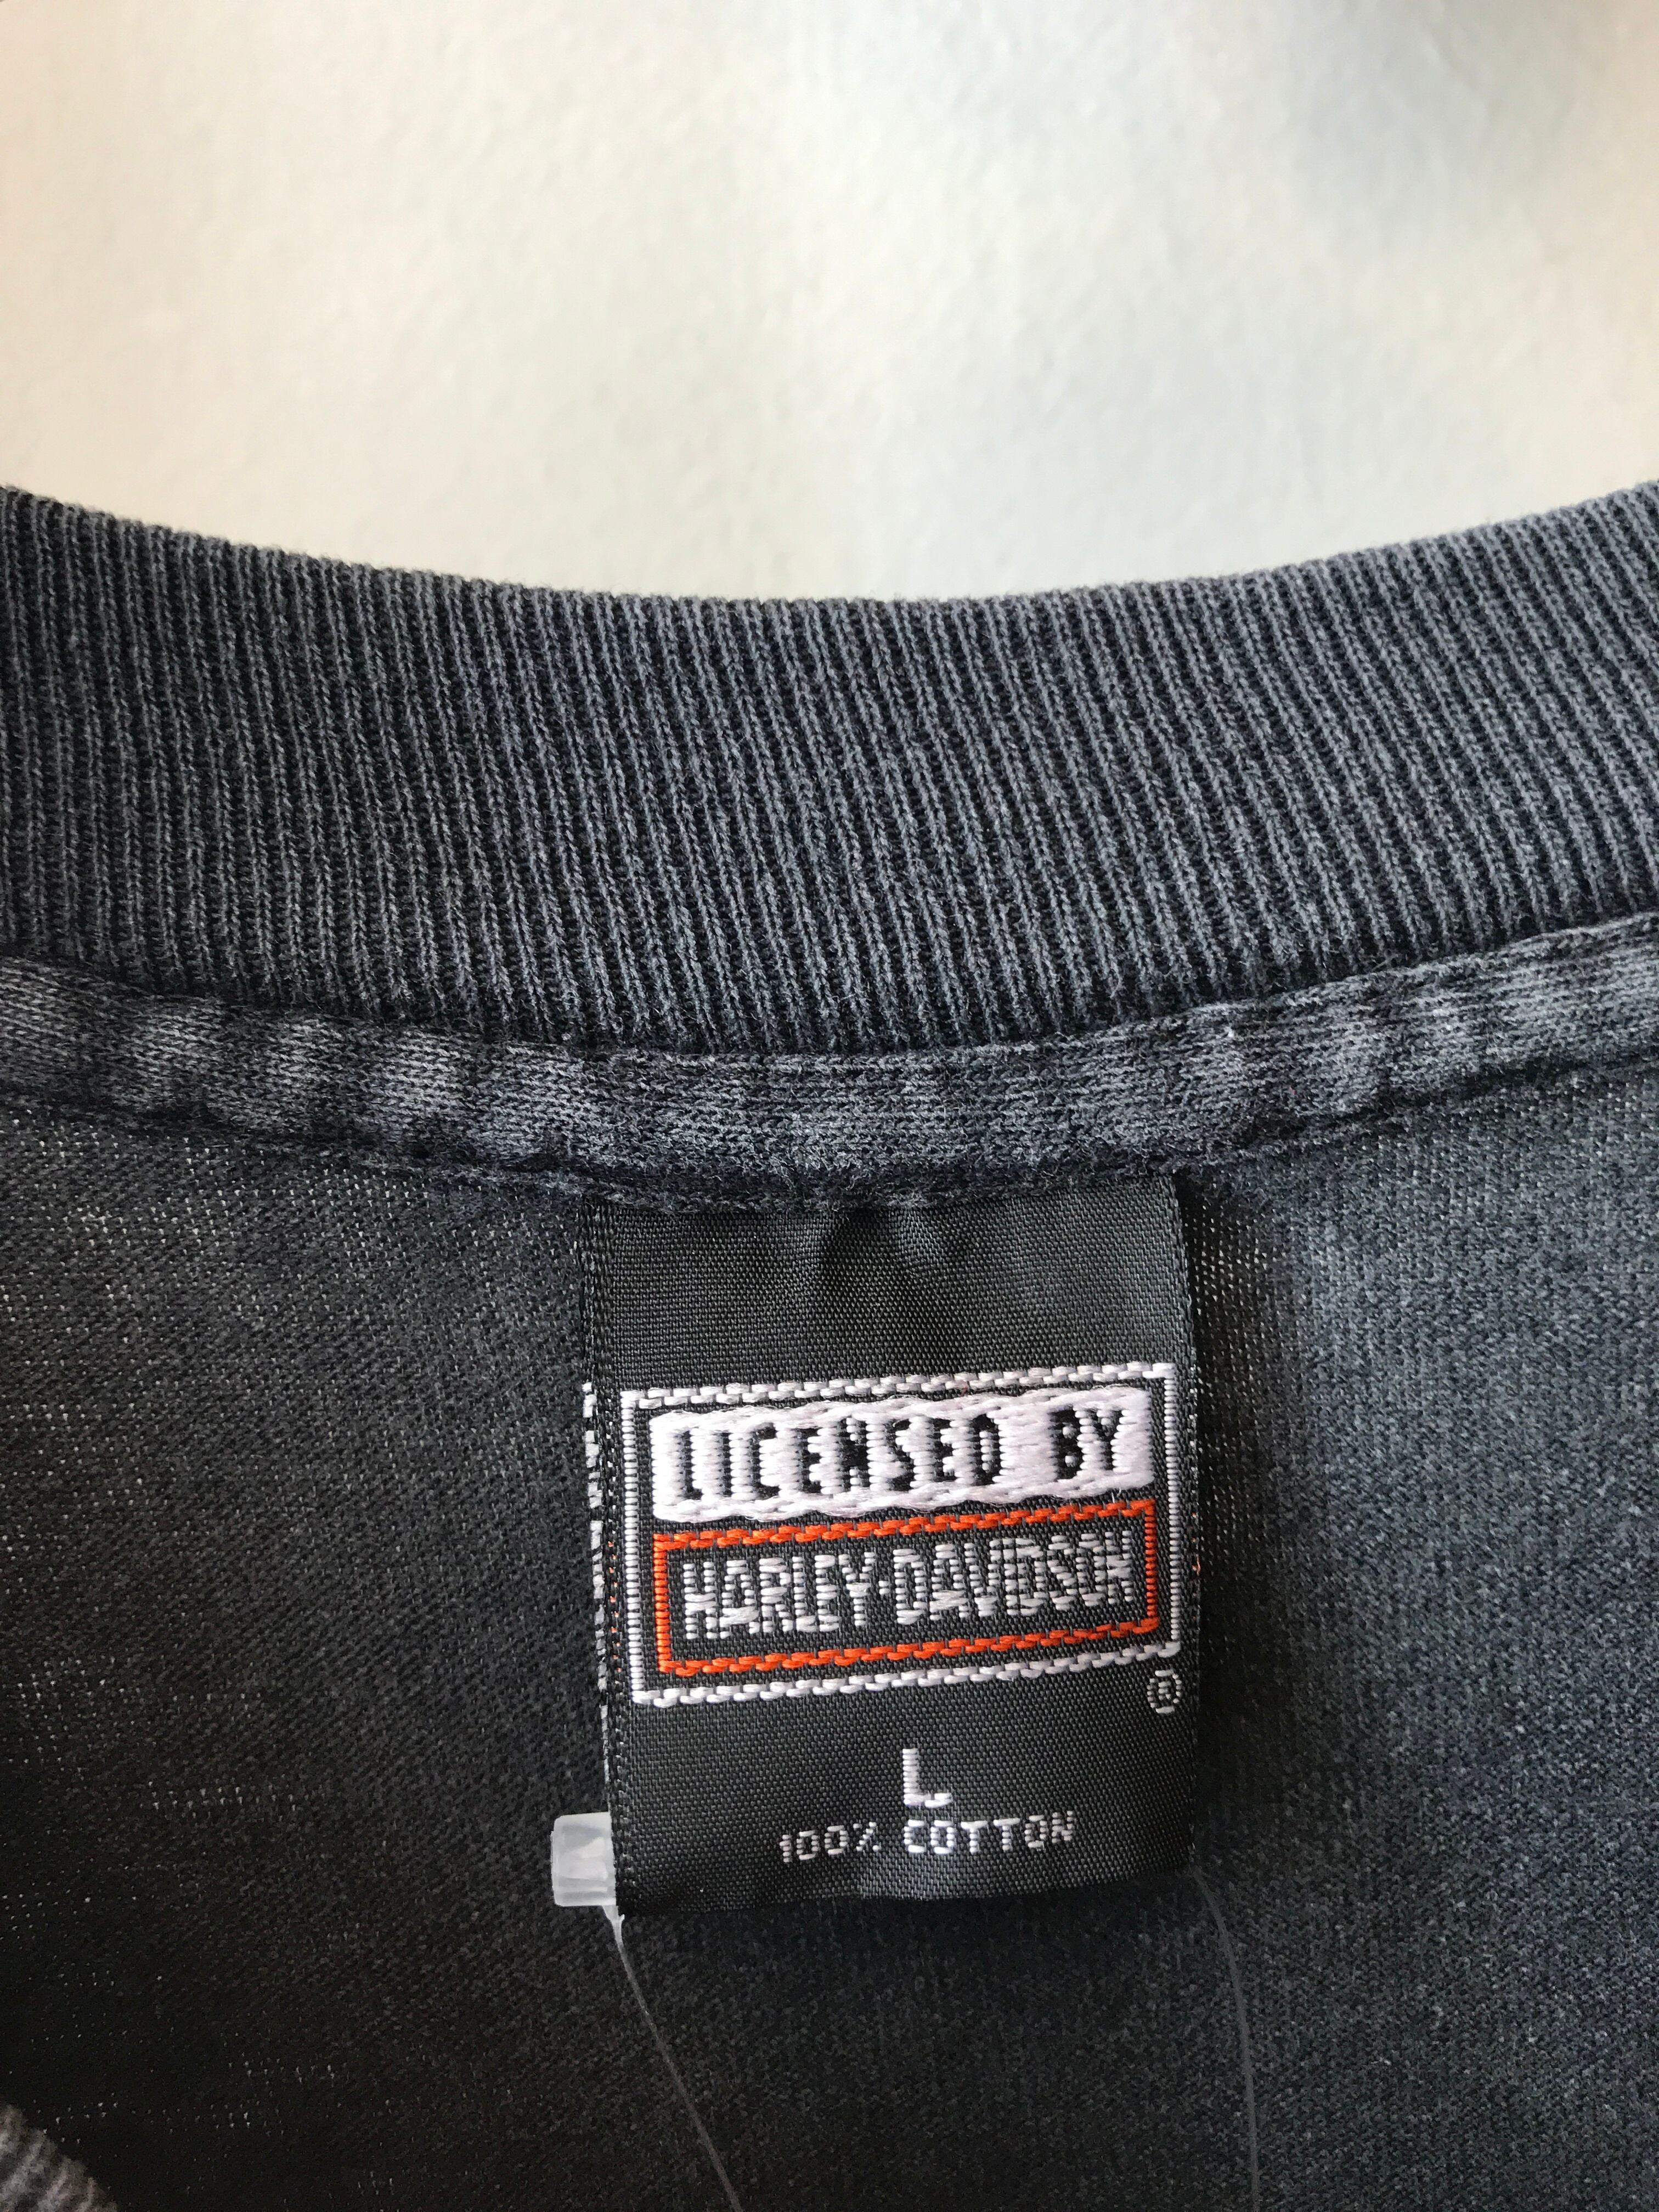 LICENSED BY
HARLEY-DAVIDSON
®
L
100% COTTON